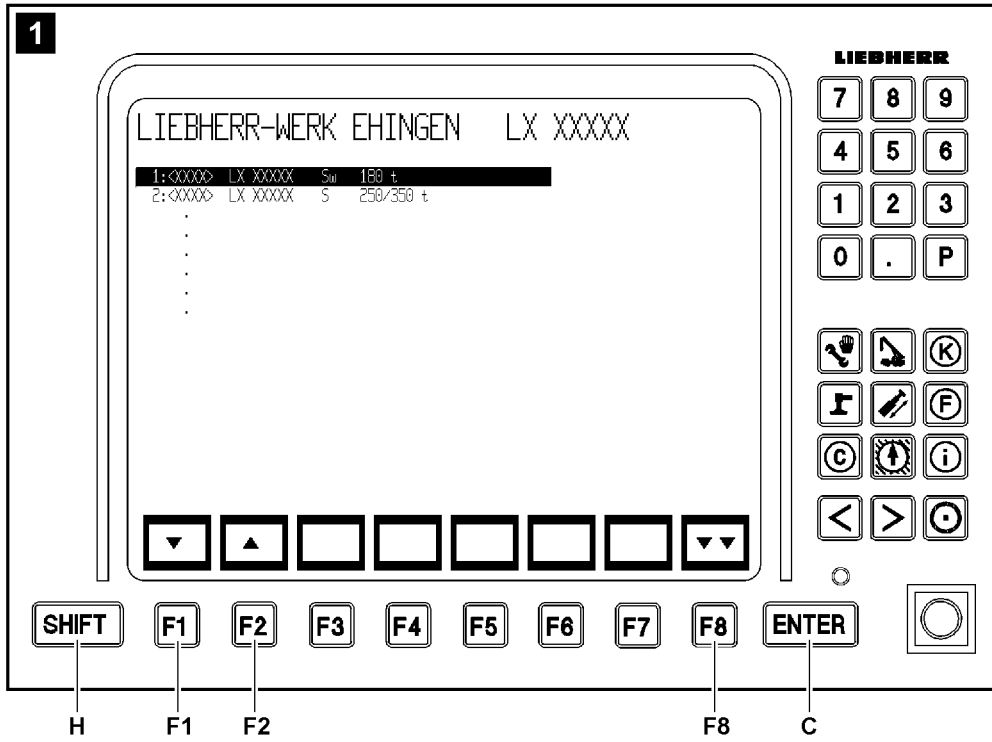 1
LIEBHERR
LIEBHERR-WERK EHINGEN LX XXXXX
1:<XXXX> LX XXXXX Sw 180 t
2:<XXXX> LX XXXXX S 250/350 t
.
.
.
.
.
.
7 8 9
4 5 6
1 2 3
0 . P
K
F
C i
< >
SHIFT F1 F2 F3 F4 F5 F6 F7 F8 ENTER
H F1 F2 F8 C